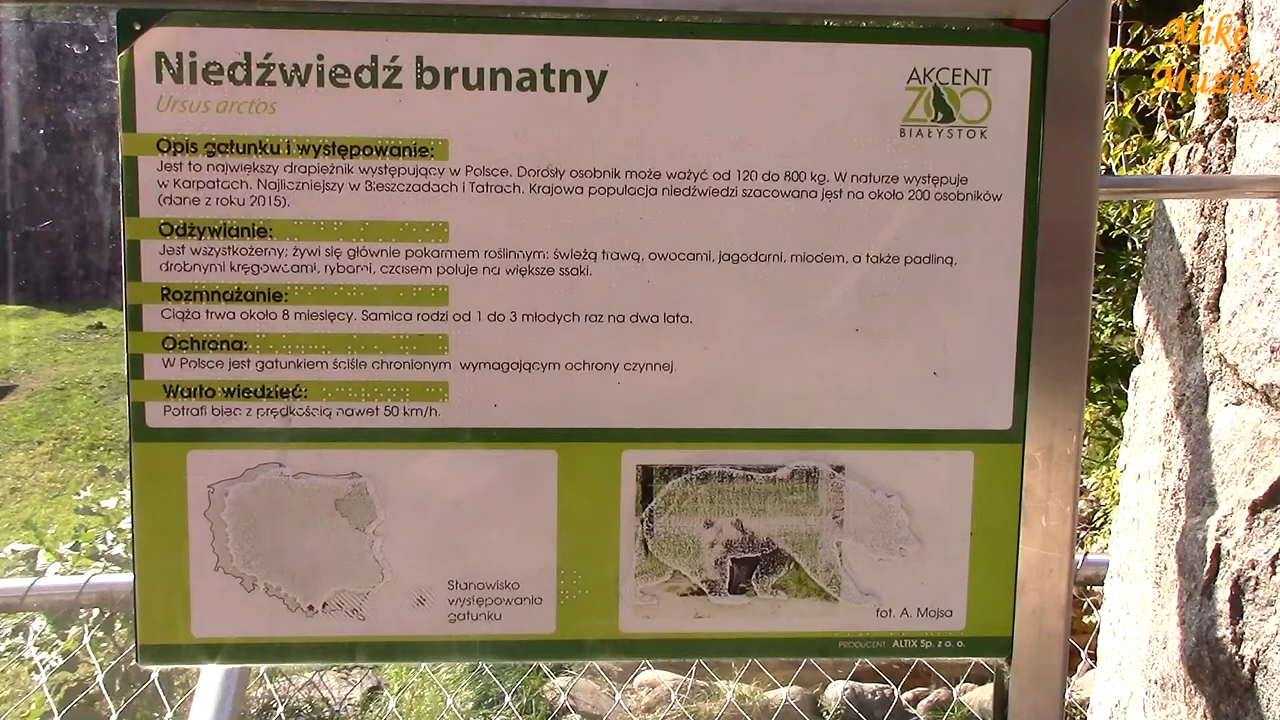 Mike
Muzik
Niedźwiedź brunatny
Ursus arctos
AKCENT
ZOO
BIAŁYSTOK
Opis gatunku i występowanie:
Jest to największy drapieżnik występujący w Polsce. Dorosły osobnik może ważyć od 120 do 800 kg. W naturze występuje
w Karpatach. Najliczniejszy w Bieszczadach i Tatrach. Krajowa populacja niedźwiedzi szacowana jest na około 200 osobników
(dane z roku 2015).
Odżywianie:
Jest wszystkożerny; żywi się głównie pokarmem roślinnym: świeżą trawą, owocami, jagodami, miodem, a także padliną,
drobnymi kręgowcami, rybami, czasem poluje na większe ssaki.
Rozmnażanie:
Ciąża trwa około 8 miesięcy. Samica rodzi od 1 do 3 młodych raz na dwa lata.
Ochrona:
W Polsce jest gatunkiem ściśle chronionym wymagającym ochrony czynnej.
Warto wiedzieć:
Potrafi biec z prędkością nawet 50 km/h.
Stanowisko
występowania
gatunku
fot. A. Mojsa
PRODUCENT ALTIX Sp. z o. o.